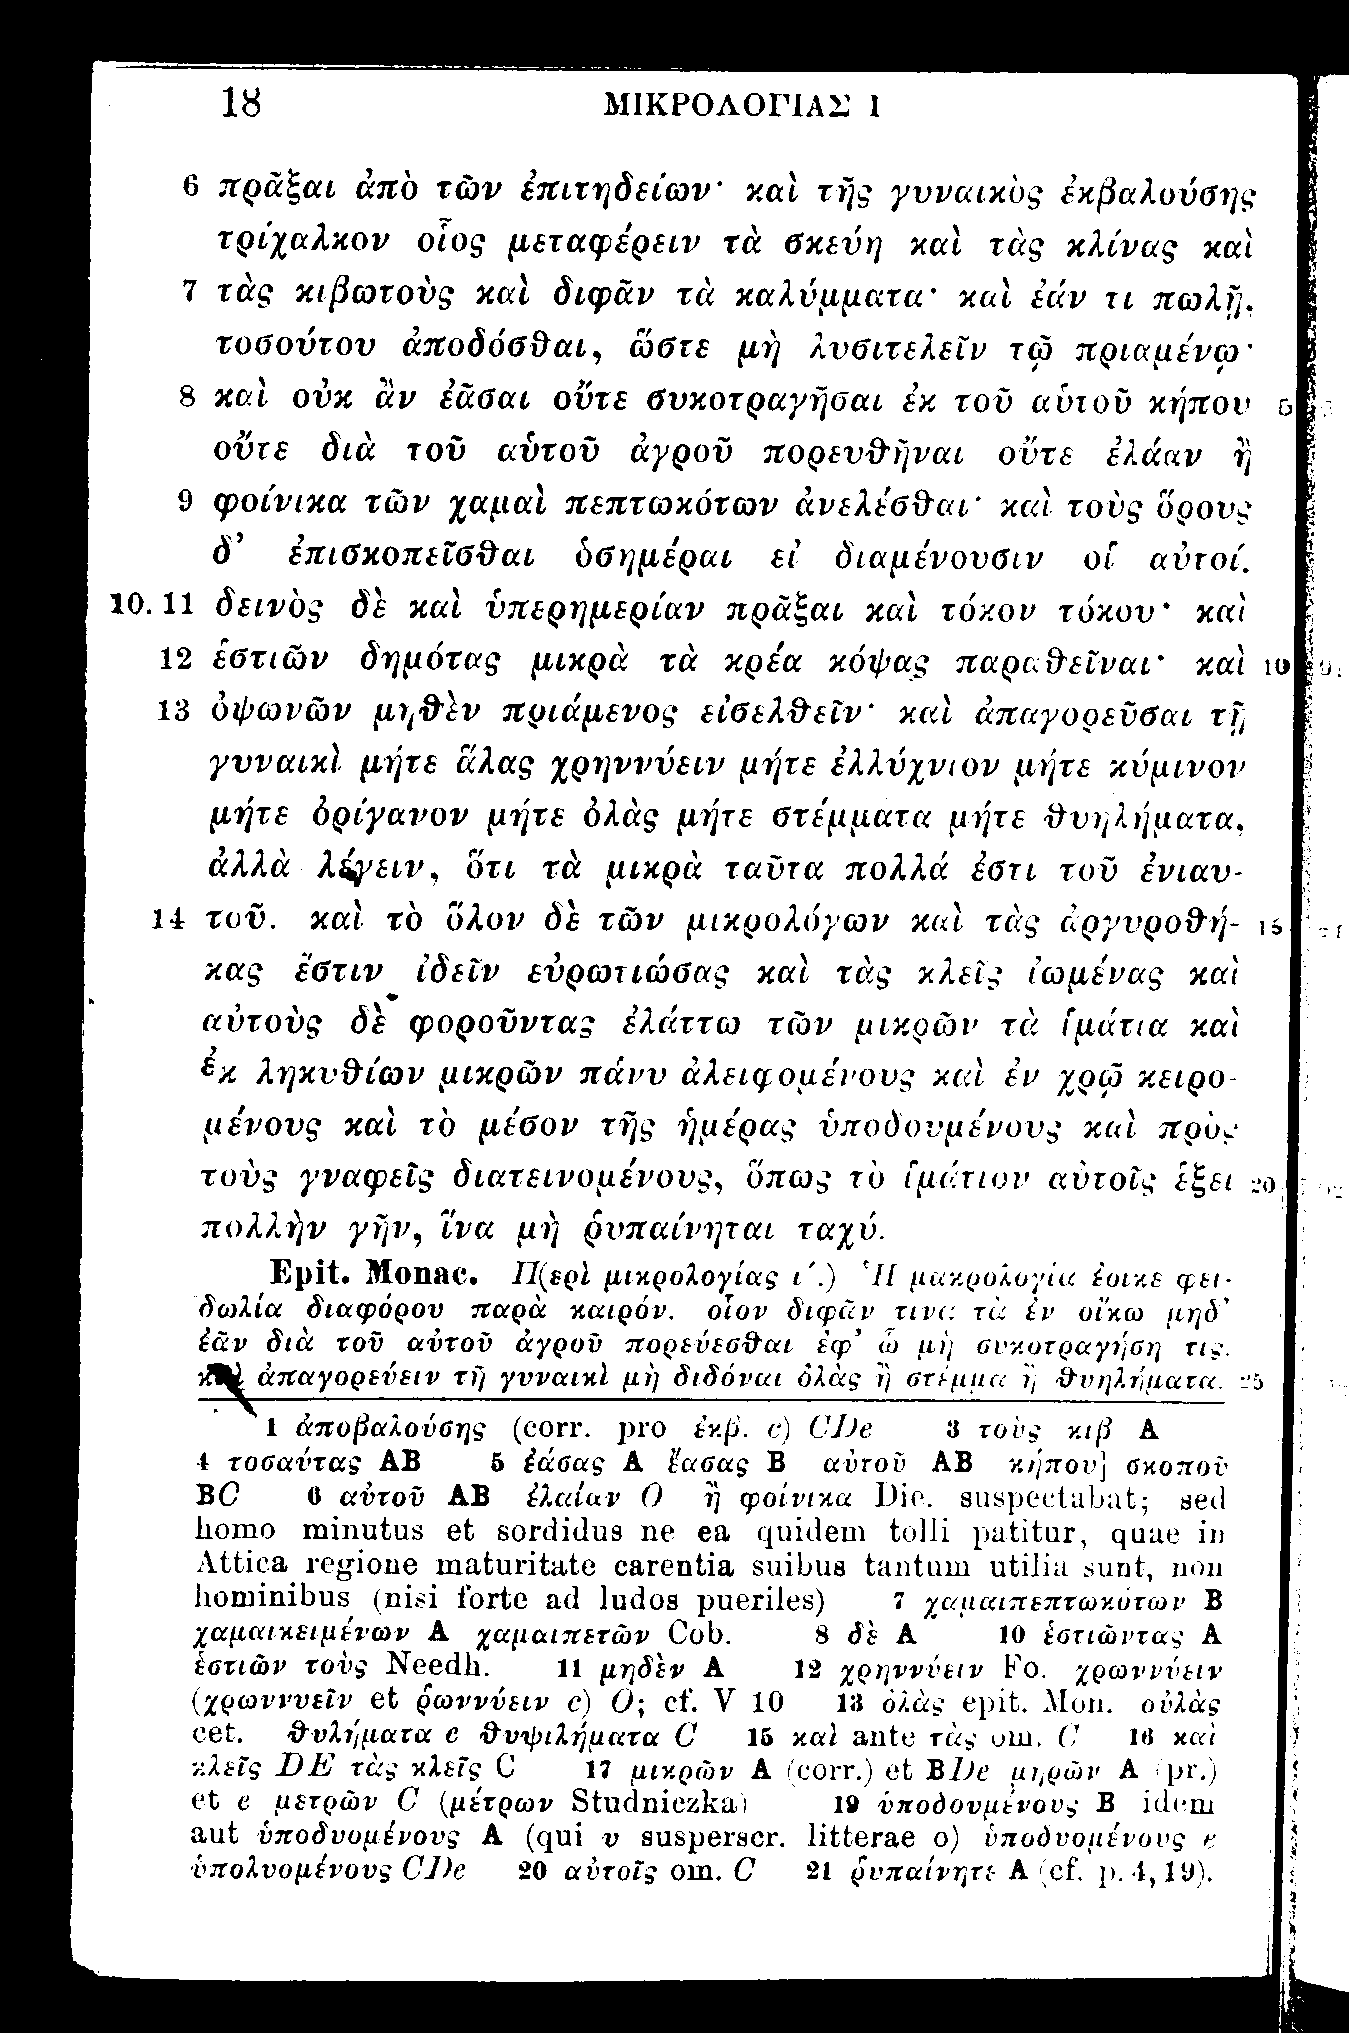 18 ΜΙΚΡΟΛΟΓΙΑΣ Ι
6 πρᾶξαι ἀπὸ τῶν ἐπιτηδείων· καὶ τῆς γυναικὸς ἐκβαλούσης
τρίχαλκον οἷος μεταφέρειν τὰ σκεύη καὶ τὰς κλίνας καὶ
7 τὰς κιβωτοὺς καὶ διφᾶν τὰ καλύμματα· καὶ ἐάν τι πωλῇ,
τοσούτου ἀποδόσθαι, ὥστε μὴ λυσιτελεῖν τῷ πριαμένῳ·
8 καὶ οὐκ ἂν ἐᾶσαι οὔτε συκοτραγῆσαι ἐκ τοῦ αὑτοῦ κήπου 5
οὔτε διὰ τοῦ αὑτοῦ ἀγροῦ πορευθῆναι οὔτε ἐλάαν ἢ
9 φοίνικα τῶν χαμαὶ πεπτωκότων ἀνελέσθαι· καὶ τοὺς ὅρους
δ’ ἐπισκοπεῖσθαι ὁσημέραι εἰ διαμένουσιν οἱ αὐτοί.
10. 11 δεινὸς δὲ καὶ ὑπερημερίαν πρᾶξαι καὶ τόκον τόκου· καὶ
12 ἑστιῶν δημότας μικρὰ τὰ κρέα κόψας παραθεῖναι· καὶ 10
13 ὀψωνῶν μηθὲν πριάμενος εἰσελθεῖν· καὶ ἀπαγορεῦσαι τῇ
γυναικὶ μήτε ἅλας χρηννύειν μήτε ἐλλύχνιον μήτε κύμινον
μήτε ὀρίγανον μήτε ὀλὰς μήτε στέμματα μήτε θυηλήματα,
ἀλλὰ λέγειν, ὅτι τὰ μικρὰ ταῦτα πολλά ἐστι τοῦ ἐνιαυ-
14 τοῦ. καὶ τὸ ὅλον δὲ τῶν μικρολόγων καὶ τὰς ἀργυροθή- 15
κας ἔστιν ἰδεῖν εὐρωτιώσας καὶ τὰς κλεῖς ἰωμένας καὶ
αὐτοὺς δὲ φοροῦντας ἐλάττω τῶν μικρῶν τὰ ἱμάτια καὶ
ἐκ ληκυθίων μικρῶν πάνυ ἀλειφομένους καὶ ἐν χρῷ κειρο-
μένους καὶ τὸ μέσον τῆς ἡμέρας ὑποδουμένους καὶ πρὸς
τοὺς γναφεῖς διατεινομένους, ὅπως τὸ ἱμάτιον αὐτοῖς ἕξει 20
πολλὴν γῆν, ἵνα μὴ ῥυπαίνηται ταχύ.
Epit. Monac. Π(ερὶ μικρολογίας ι΄.) Ἡ μακρολογία ἔοικε φει-
δωλία διαφόρου παρὰ καιρόν. οἷον διφᾶν τινα τὰ ἐν οἴκω μηδ’
ἐᾶν διὰ τοῦ αὐτοῦ ἀγροῦ πορεύεσθαι ἐφ’ ὧ μὴ συκοτραγήση τις.
καὶ ἀπαγορεύειν τῆ γυναικὶ μὴ διδόναι ὀλὰς ἢ στέμμα ἢ θυηλήματα. 25
1 ἀποβαλούσης (corr. pro ἐκβ. c) CDe 3 τοὺς κιβ A
4 τοσαύτας AB 5 ἐάσας A ἔασας B αὐτοῦ AB κήπου] σκοποῦ
BC 6 αὐτοῦ AB ἐλαίαν O ἢ φοίνικα Die. suspectabat; sed
homo minutus et sordidus ne ea quidem tolli patitur, quae in
Attica regione maturitate carentia suibus tantum utilia sunt, non
hominibus (nisi forte ad ludos pueriles) 7 χαμαιπεπτωκότων B
χαμαικειμένων A χαμαιπετῶν Cob. 8 δὲ A 10 ἑστιῶντας A
ἑστιῶν τοὺς Needh. 11 μηδὲν A 12 χρηννύειν Fo. χρωννύειν
(χρωννυεῖν et ῥωννύειν c) O; cf. V 10 13 ὀλὰς epit. Mon. οὐλὰς
cet. θυλήματα e θυψιλήματα C 15 καὶ ante τὰς om. C 16 καὶ
κλεῖς DE τὰς κλεῖς C 17 μικρῶν A (corr.) et BDe μηρῶν A (pr.)
et e μετρῶν C (μέτρων Studniczka) 19 ὑποδουμένους B idem
aut ὑποδυομένους A (qui υ susperscr. litterae ο) ὑποδυομένους e
ὑπολυομένους CDe 20 αὐτοῖς om. C 21 ῥυπαίνητε A (cf. p. 4, 19).